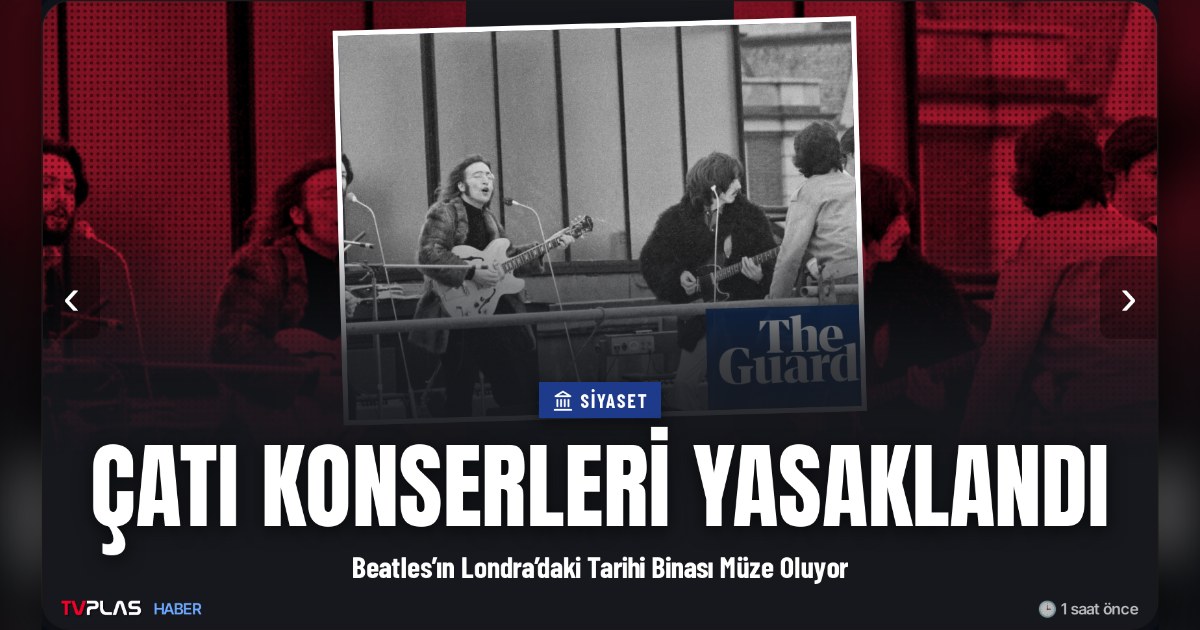 The
Guard
SİYASET
ÇATI KONSERLERİ YASAKLANDI
Beatles’ın Londra’daki Tarihi Binası Müze Oluyor
TVPLAS HABER
1 saat önce